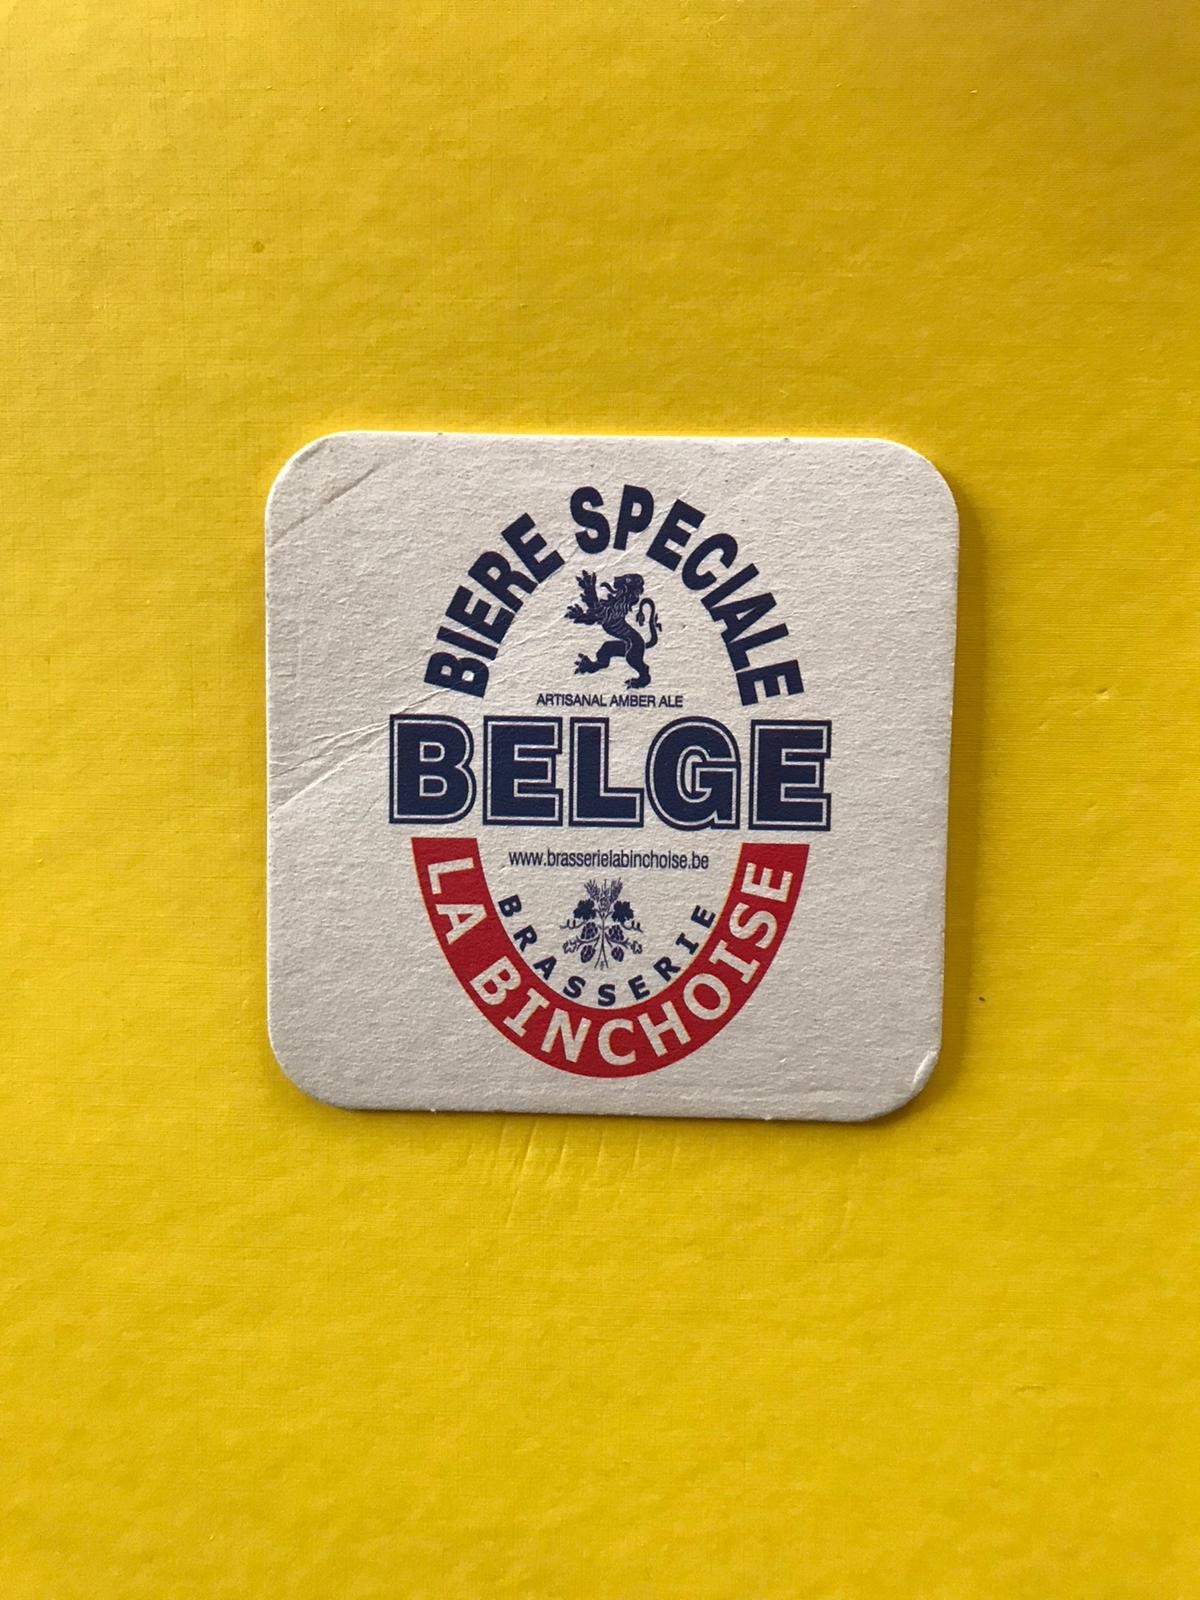 BIERE SPECIALE
ARTISANAL AMBER ALE
BELGE
www.brasserielabinchoise.be
BRASSERIE
LA BINCHOISE